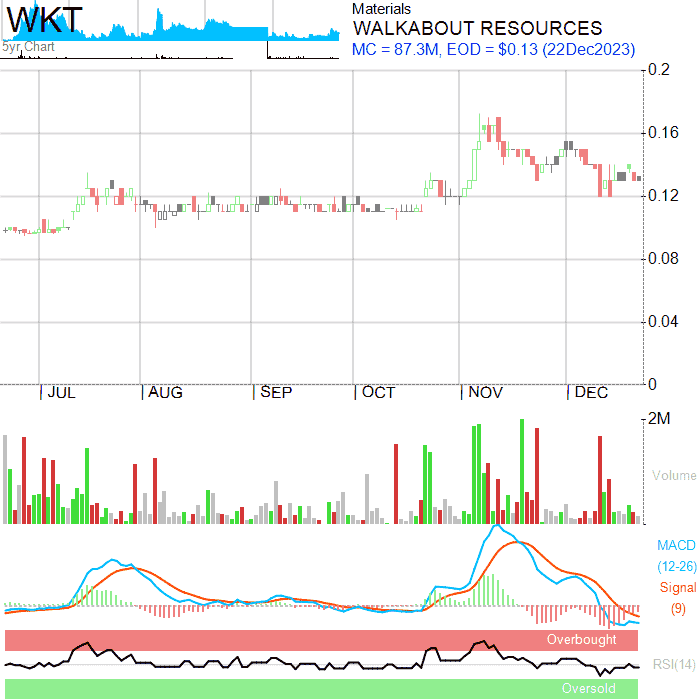 WKT
5yr Chart
Materials
WALKABOUT RESOURCES
MC = 87.3M, EOD = $0.13 (22Dec2023)
0.2
0.16
0.12
0.08
0.04
0
JUL AUG SEP OCT NOV DEC
2M
Volume
MACD
(12-26)
Signal
(9)
Overbought
RSI(14)
Oversold